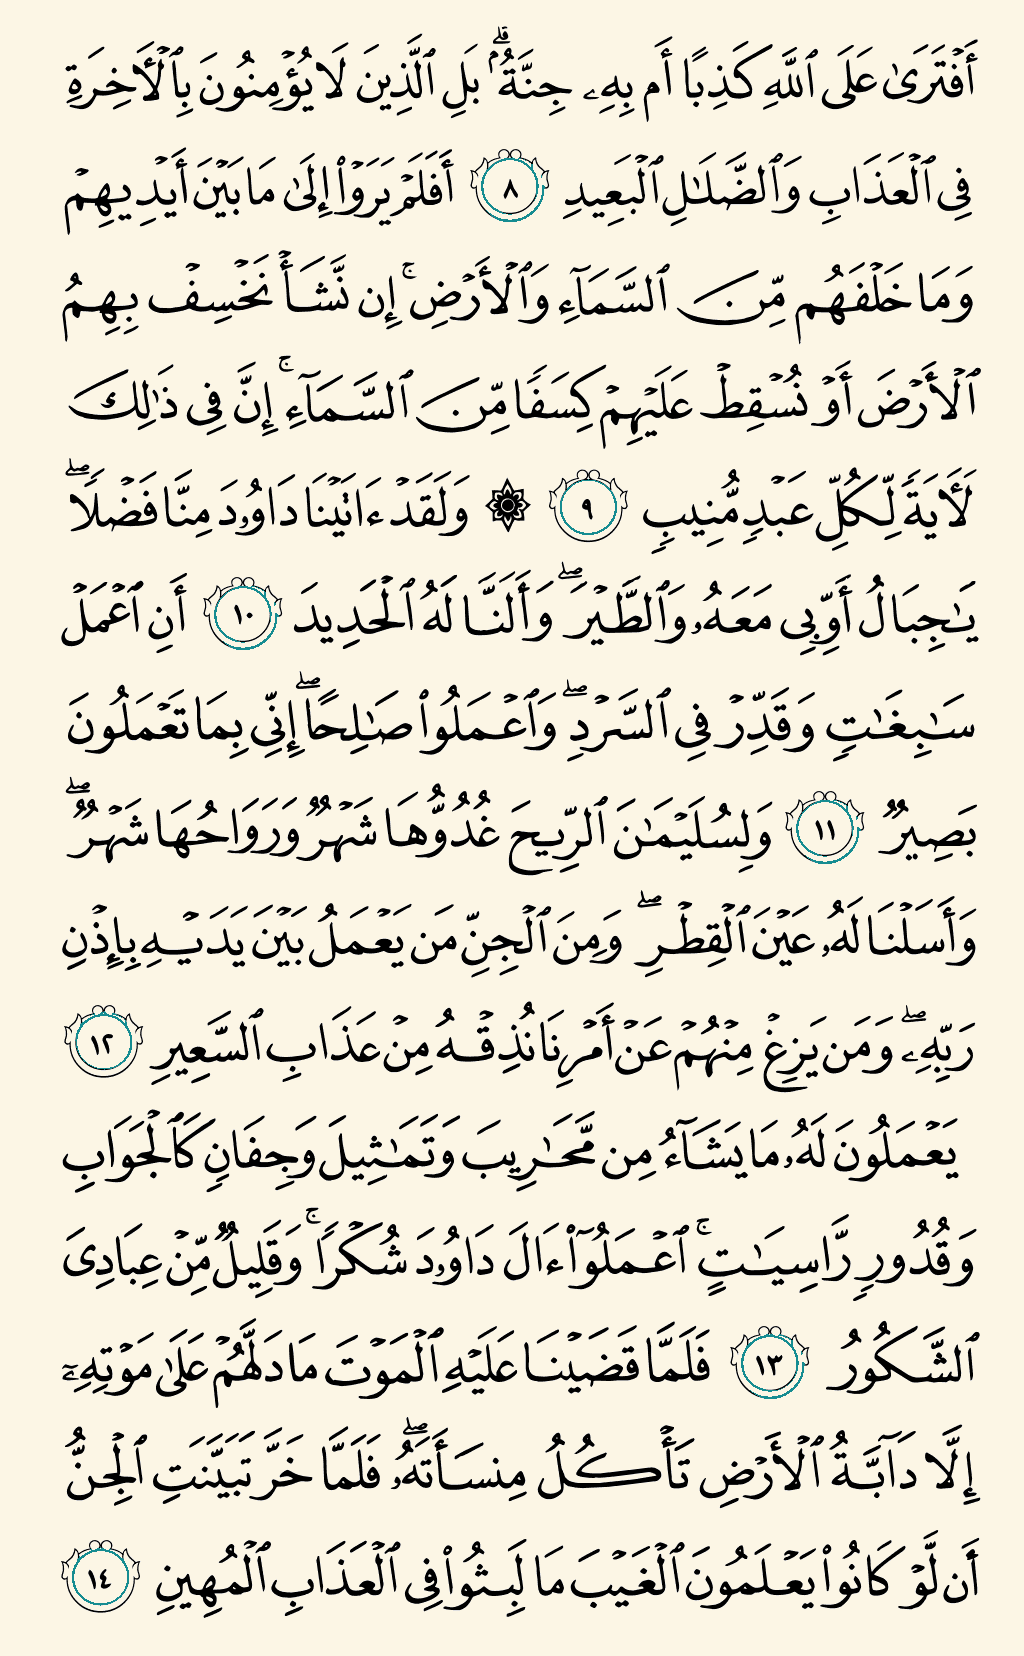 أَفْتَرَىٰ عَلَى ٱللَّهِ كَذِبًا أَم بِهِۦ جِنَّةُۢ ۗ بَلِ ٱلَّذِينَ لَا يُؤْمِنُونَ بِٱلْـَٔاخِرَةِ
فِى ٱلْعَذَابِ وَٱلضَّلَـٰلِ ٱلْبَعِيدِ ٨ أَفَلَمْ يَرَوْا۟ إِلَىٰ مَا بَيْنَ أَيْدِيهِمْ
وَمَا خَلْفَهُم مِّنَ ٱلسَّمَآءِ وَٱلْأَرْضِ ۚ إِن نَّشَأْ نَخْسِفْ بِهِمُ
ٱلْأَرْضَ أَوْ نُسْقِطْ عَلَيْهِمْ كِسَفًا مِّنَ ٱلسَّمَآءِ ۚ إِنَّ فِى ذَٰلِكَ
لَـَٔايَةً لِّكُلِّ عَبْدٍ مُّنِيبٍ ٩ ۞ وَلَقَدْ ءَاتَيْنَا دَاوُۥدَ مِنَّا فَضْلًا ۖ
يَـٰجِبَالُ أَوِّبِى مَعَهُۥ وَٱلطَّيْرَ ۖ وَأَلَنَّا لَهُ ٱلْحَدِيدَ ١٠ أَنِ ٱعْمَلْ
سَـٰبِغَـٰتٍ وَقَدِّرْ فِى ٱلسَّرْدِ ۖ وَٱعْمَلُوا۟ صَـٰلِحًا ۖ إِنِّى بِمَا تَعْمَلُونَ
بَصِيرٌ ١١ وَلِسُلَيْمَـٰنَ ٱلرِّيحَ غُدُوُّهَا شَهْرٌ وَرَوَاحُهَا شَهْرٌ ۖ
وَأَسَلْنَا لَهُۥ عَيْنَ ٱلْقِطْرِ ۖ وَمِنَ ٱلْجِنِّ مَن يَعْمَلُ بَيْنَ يَدَيْهِ بِإِذْنِ
رَبِّهِۦ ۖ وَمَن يَزِغْ مِنْهُمْ عَنْ أَمْرِنَا نُذِقْهُ مِنْ عَذَابِ ٱلسَّعِيرِ ١٢
يَعْمَلُونَ لَهُۥ مَا يَشَآءُ مِن مَّحَـٰرِيبَ وَتَمَـٰثِيلَ وَجِفَانٍ كَٱلْجَوَابِ
وَقُدُورٍ رَّاسِيَـٰتٍ ۚ ٱعْمَلُوٓا۟ ءَالَ دَاوُۥدَ شُكْرًا ۚ وَقَلِيلٌ مِّنْ عِبَادِىَ
ٱلشَّكُورُ ١٣ فَلَمَّا قَضَيْنَا عَلَيْهِ ٱلْمَوْتَ مَا دَلَّهُمْ عَلَىٰ مَوْتِهِۦٓ
إِلَّا دَآبَّةُ ٱلْأَرْضِ تَأْكُلُ مِنسَأَتَهُۥ ۖ فَلَمَّا خَرَّ تَبَيَّنَتِ ٱلْجِنُّ
أَن لَّوْ كَانُوا۟ يَعْلَمُونَ ٱلْغَيْبَ مَا لَبِثُوا۟ فِى ٱلْعَذَابِ ٱلْمُهِينِ ١٤